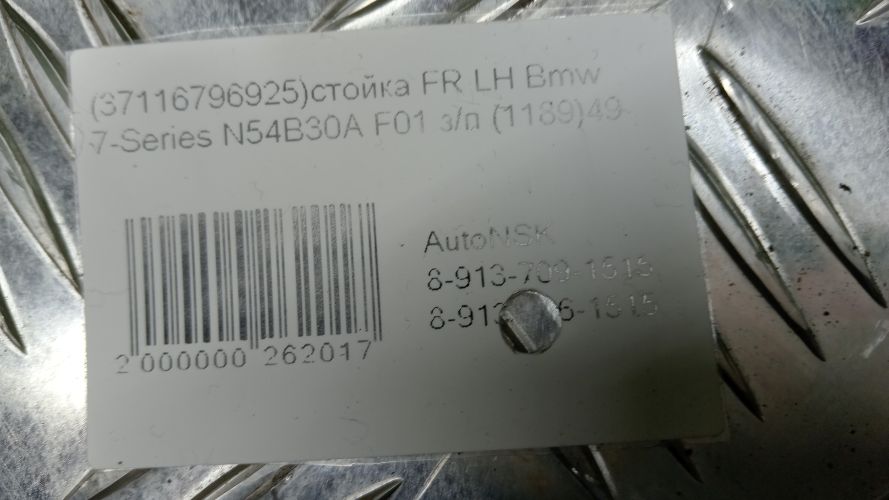 (37116796925)стойка FR LH Bmw
7-Series N54B30A F01 з/п (1189)49
AutoNSK
8-913-709-1515
2 000000 262017